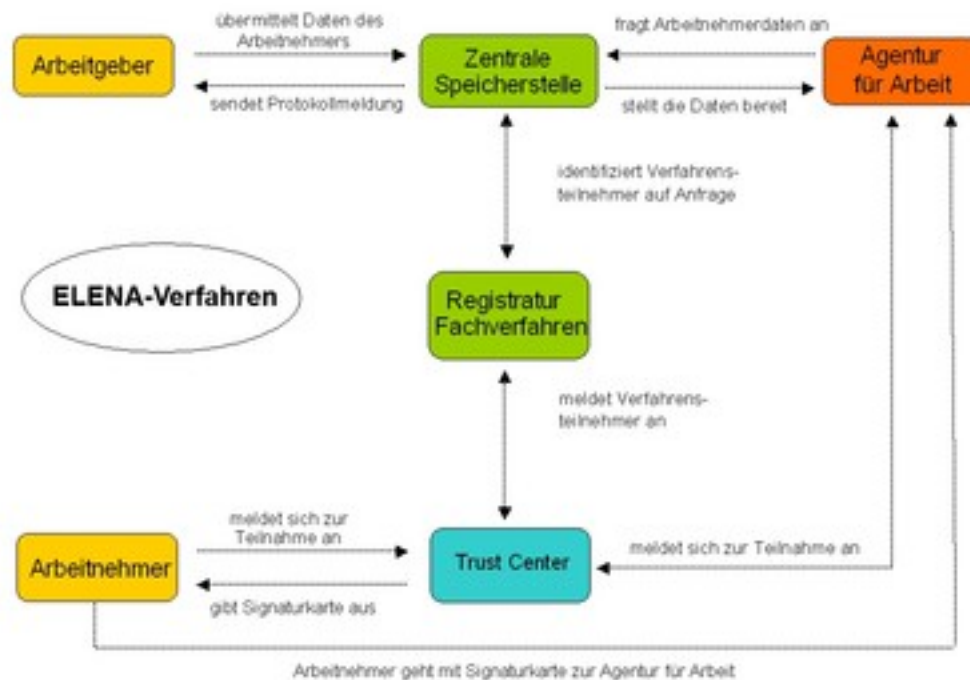 übermittelt Daten des
Arbeitnehmers
fragt Arbeitnehmerdaten an
Arbeitgeber
Zentrale
Speicherstelle
Agentur
für Arbeit
sendet Protokollmeldung
stellt die Daten bereit
identifiziert Verfahrens-
teilnehmer auf Anfrage
ELENA-Verfahren
Registratur
Fachverfahren
meldet Verfahrens-
teilnehmer an
meldet sich zur
Teilnahme an
Arbeitnehmer
Trust Center
meldet sich zur Teilnahme an
gibt Signaturkarte aus
Arbeitnehmer geht mit Signaturkarte zur Agentur für Arbeit